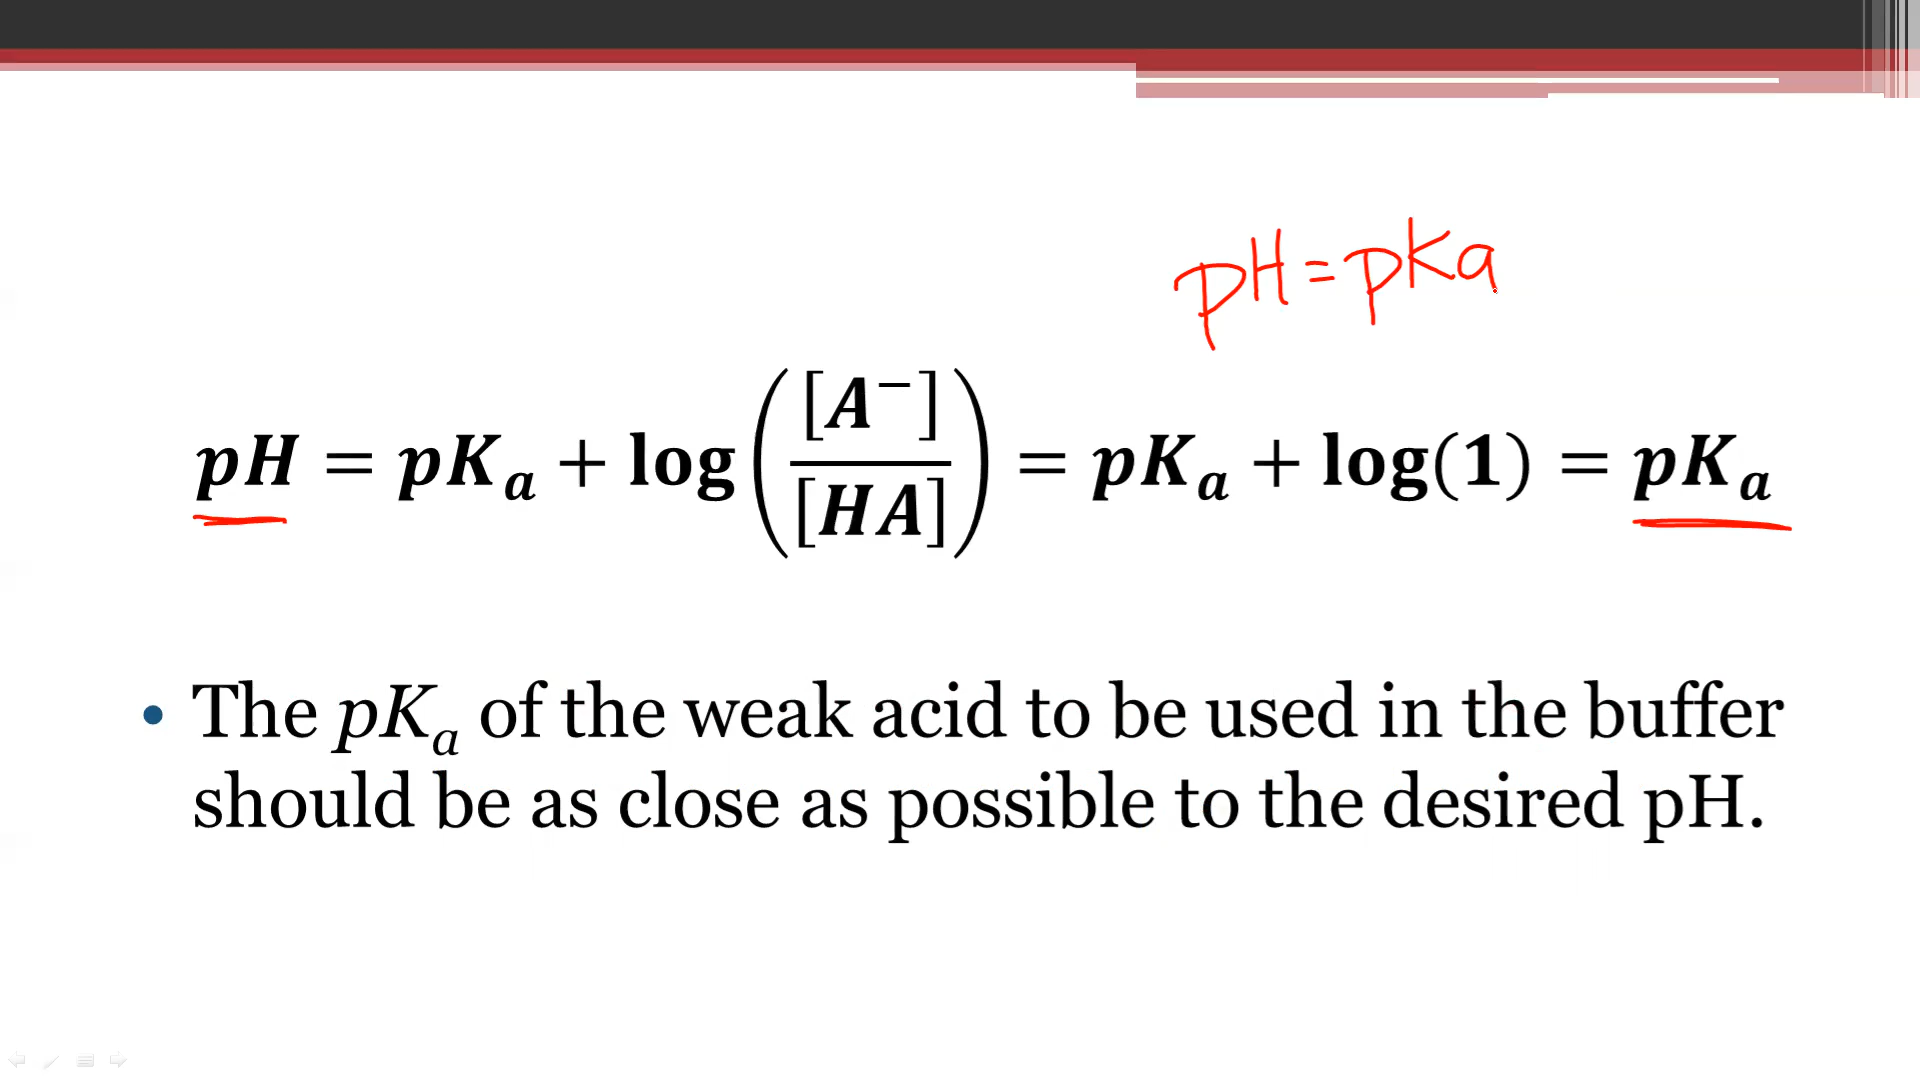 pH=pKa
pH = pKₐ + log([A⁻]/[HA]) = pKₐ + log(1) = pKₐ
• The pKₐ of the weak acid to be used in the buffer
should be as close as possible to the desired pH.